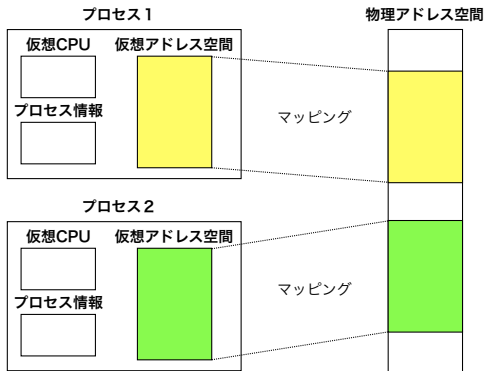 プロセス1
物理アドレス空間
仮想CPU
仮想アドレス空間
プロセス情報
マッピング
プロセス2
仮想CPU
仮想アドレス空間
プロセス情報
マッピング